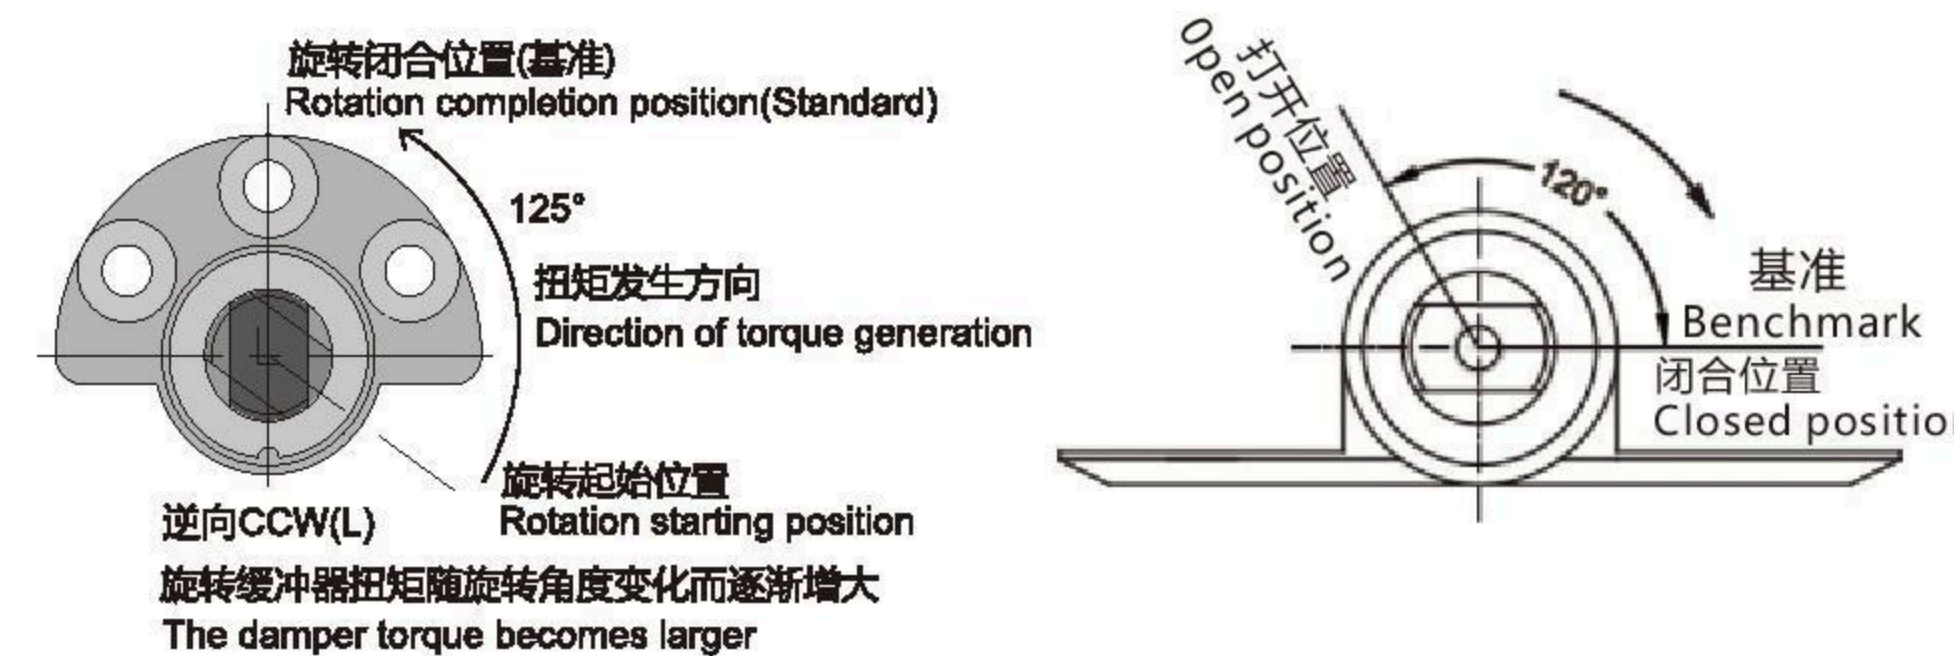 旋转闭合位置(基准)
Rotation completion position(Standard)
125°
扭矩发生方向
Direction of torque generation
旋转起始位置
Rotation starting position
逆向CCW(L)
旋转缓冲器扭矩随旋转角度变化而逐渐增大
The damper torque becomes larger
打开位置
Open position
120°
基准
Benchmark
闭合位置
Closed position